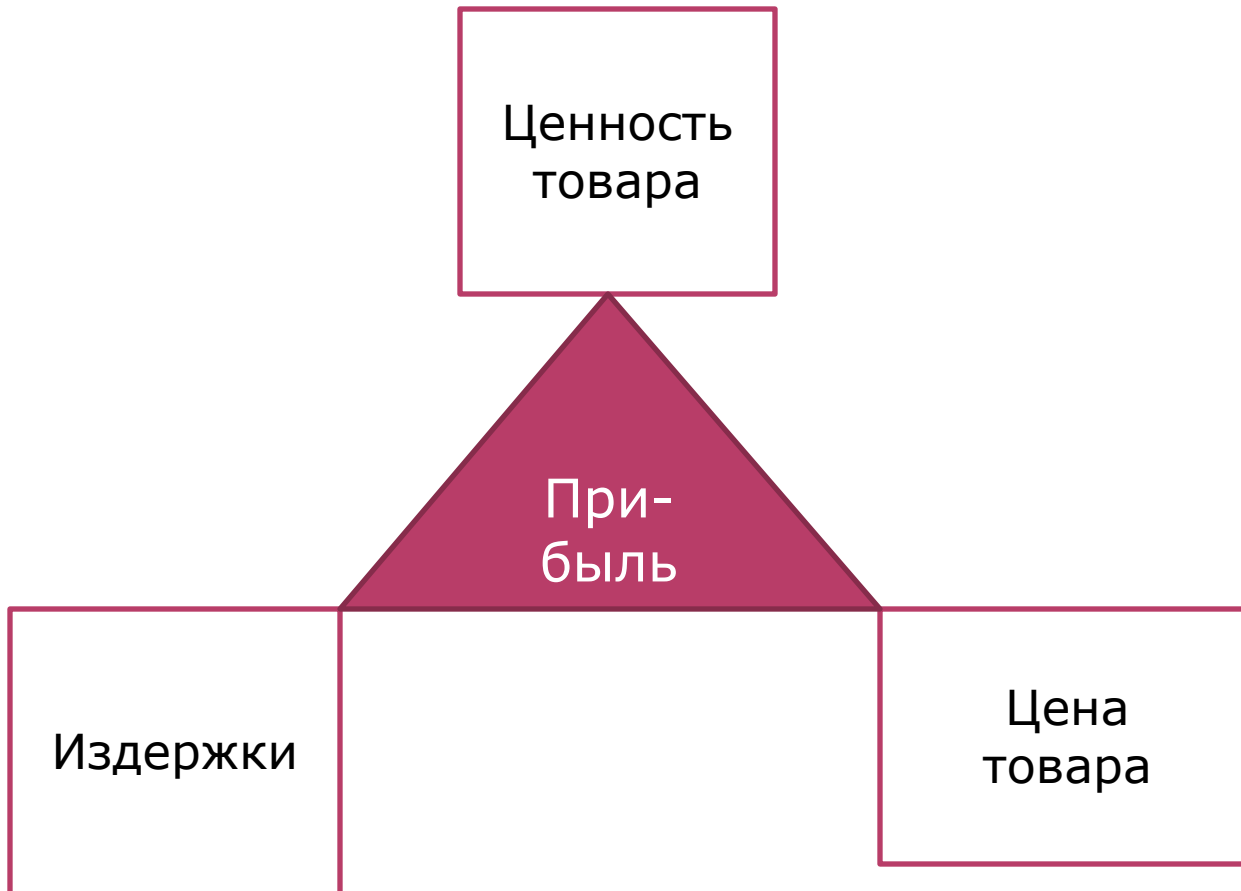 Ценность
товара
При-
быль
Издержки
Цена
товара